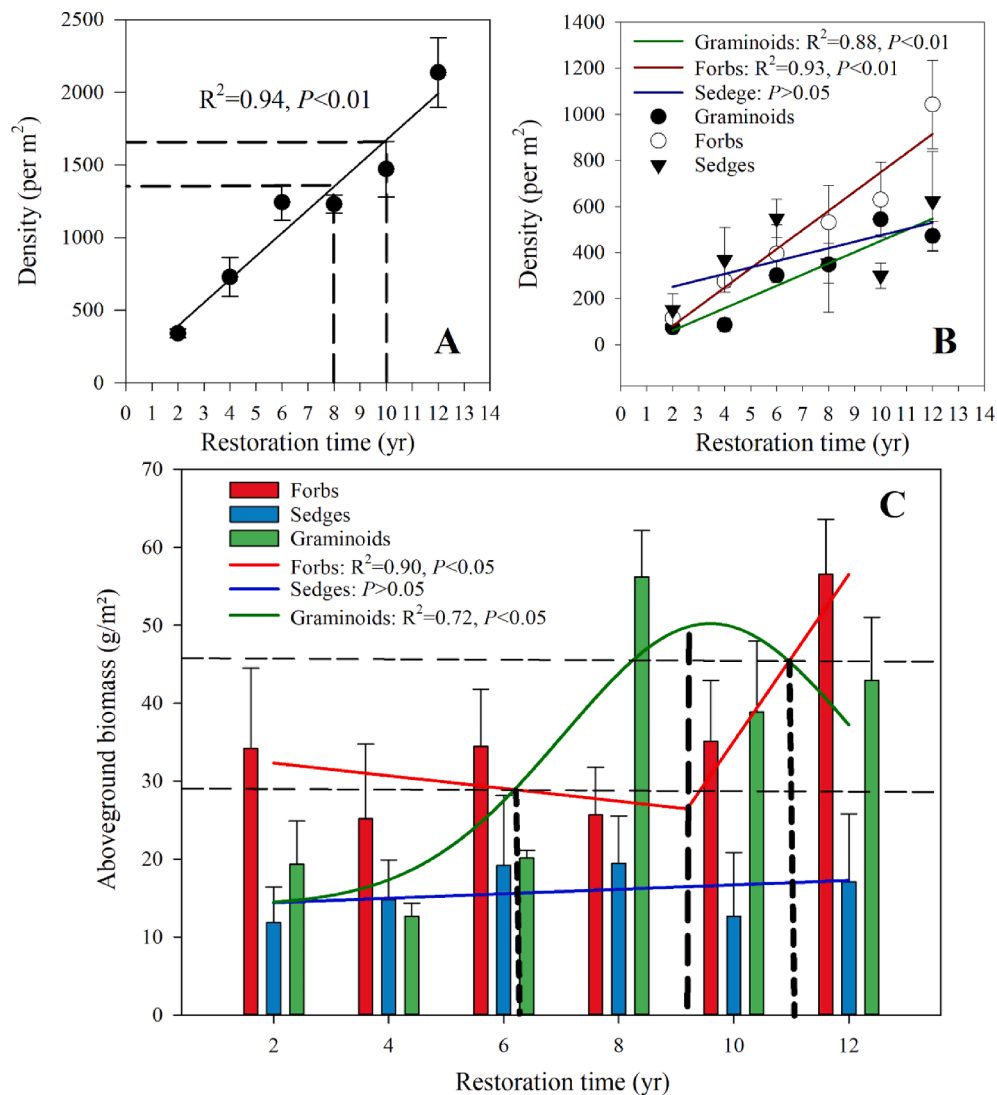 2500
2000
1500
1000
500
0
Density (per m²)
R²=0.94, P<0.01
A
0 1 2 3 4 5 6 7 8 9 10 11 12 13 14
Restoration time (yr)
1400
1200
1000
800
600
400
200
0
Density (per m²)
Graminoids: R²=0.88, P<0.01
Forbs: R²=0.93, P<0.01
Sedege: P>0.05
Graminoids
Forbs
Sedges
B
0 1 2 3 4 5 6 7 8 9 10 11 12 13 14
Restoration time (yr)
70
60
50
40
30
20
10
0
Aboveground biomass (g/m²)
Forbs
Sedges
Graminoids
Forbs: R²=0.90, P<0.05
Sedges: P>0.05
Graminoids: R²=0.72, P<0.05
C
2 4 6 8 10 12
Restoration time (yr)